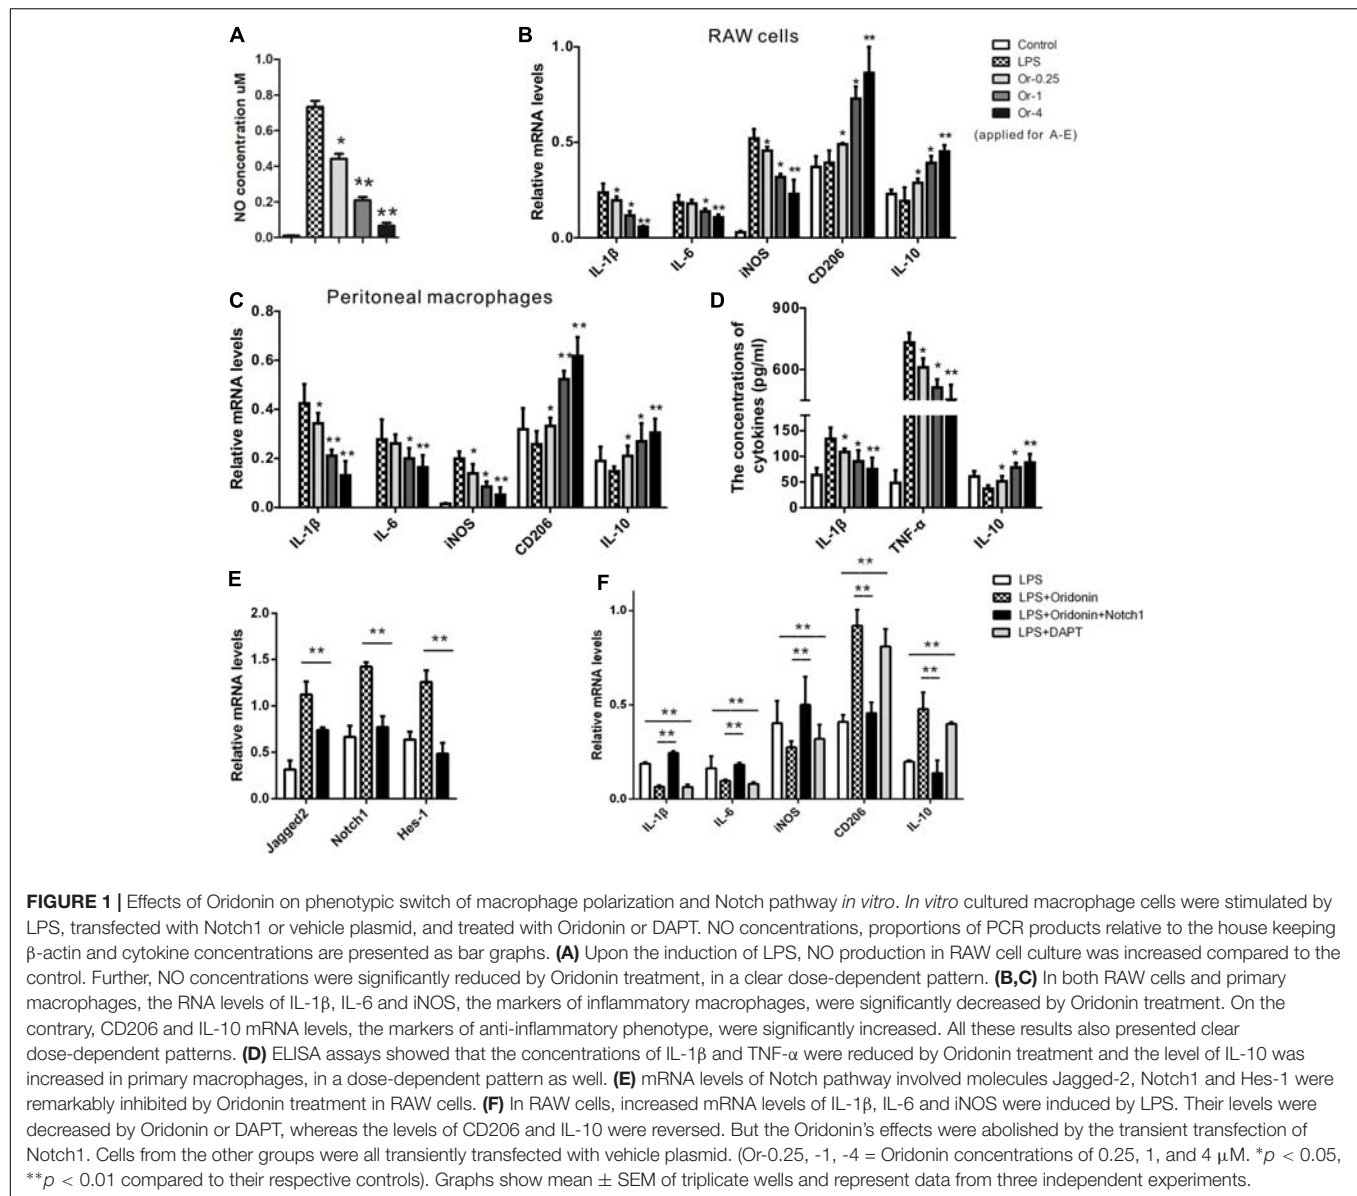 A
NO concentration uM
1.0
0.8
0.6
0.4
0.2
0.0
*
**
**
B
RAW cells
Relative mRNA levels
1.0
0.5
0.0
*
*
**
*
**
*
*
**
*
*
**
*
*
**
IL-1β
IL-6
iNOS
CD206
IL-10
Control
LPS
Or-0.25
Or-1
Or-4
(applied for A-E)
C
Peritoneal macrophages
Relative mRNA levels
0.8
0.6
0.4
0.2
0.0
*
**
**
*
**
*
*
**
*
**
**
*
*
**
IL-1β
IL-6
iNOS
CD206
IL-10
D
The concentrations of
cytokines (pg/ml)
900
600
150
100
50
0
*
*
**
*
*
**
*
*
**
IL-1β
TNF-α
IL-10
E
Relative mRNA levels
2.0
1.5
1.0
0.5
0.0
**
**
**
Jagged2
Notch1
Hes-1
F
Relative mRNA levels
1.0
0.5
0.0
**
**
**
**
**
**
**
**
**
**
IL-1β
IL-6
iNOS
CD206
IL-10
LPS
LPS+Oridonin
LPS+Oridonin+Notch1
LPS+DAPT
FIGURE 1 | Effects of Oridonin on phenotypic switch of macrophage polarization and Notch pathway in vitro. In vitro cultured macrophage cells were stimulated by
LPS, transfected with Notch1 or vehicle plasmid, and treated with Oridonin or DAPT. NO concentrations, proportions of PCR products relative to the house keeping
β-actin and cytokine concentrations are presented as bar graphs. (A) Upon the induction of LPS, NO production in RAW cell culture was increased compared to the
control. Further, NO concentrations were significantly reduced by Oridonin treatment, in a clear dose-dependent pattern. (B,C) In both RAW cells and primary
macrophages, the RNA levels of IL-1β, IL-6 and iNOS, the markers of inflammatory macrophages, were significantly decreased by Oridonin treatment. On the
contrary, CD206 and IL-10 mRNA levels, the markers of anti-inflammatory phenotype, were significantly increased. All these results also presented clear
dose-dependent patterns. (D) ELISA assays showed that the concentrations of IL-1β and TNF-α were reduced by Oridonin treatment and the level of IL-10 was
increased in primary macrophages, in a dose-dependent pattern as well. (E) mRNA levels of Notch pathway involved molecules Jagged-2, Notch1 and Hes-1 were
remarkably inhibited by Oridonin treatment in RAW cells. (F) In RAW cells, increased mRNA levels of IL-1β, IL-6 and iNOS were induced by LPS. Their levels were
decreased by Oridonin or DAPT, whereas the levels of CD206 and IL-10 were reversed. But the Oridonin's effects were abolished by the transient transfection of
Notch1. Cells from the other groups were all transiently transfected with vehicle plasmid. (Or-0.25, -1, -4 = Oridonin concentrations of 0.25, 1, and 4 μM. *p < 0.05,
**p < 0.01 compared to their respective controls). Graphs show mean ± SEM of triplicate wells and represent data from three independent experiments.